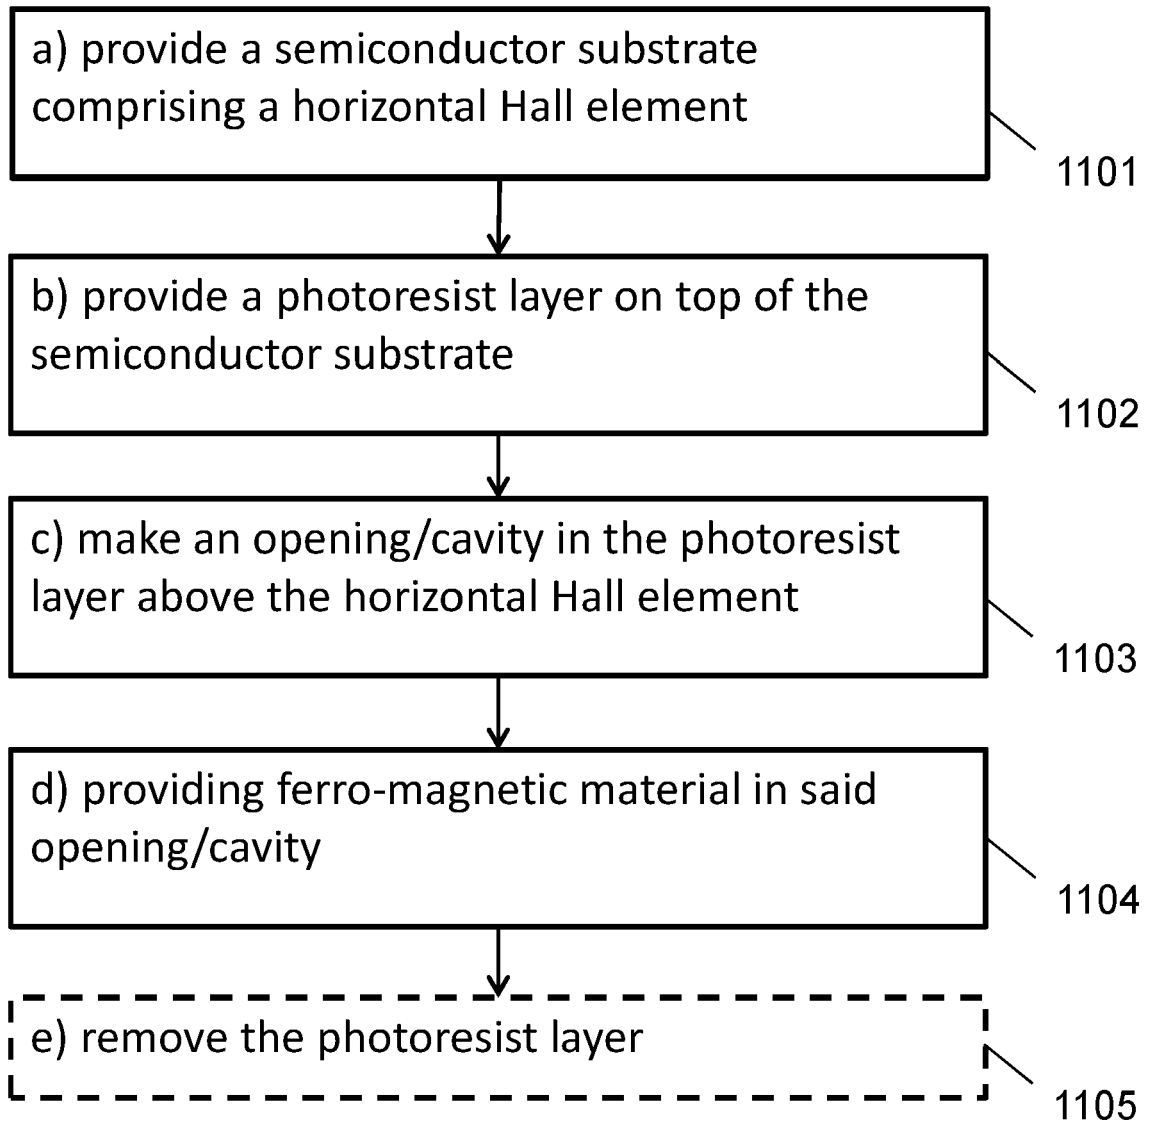 a) provide a semiconductor substrate
comprising a horizontal Hall element
1101
b) provide a photoresist layer on top of the
semiconductor substrate
1102
c) make an opening/cavity in the photoresist
layer above the horizontal Hall element
1103
d) providing ferro-magnetic material in said
opening/cavity
1104
e) remove the photoresist layer
1105